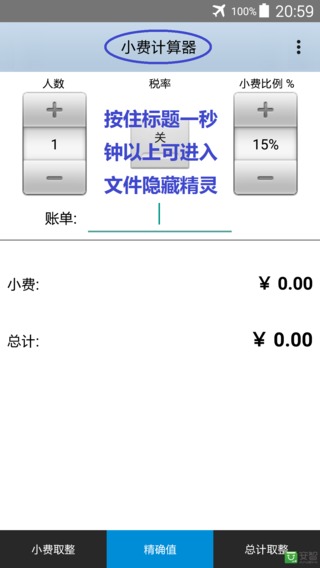 100% 20:59
小费计算器
人数 税率 小费比例 %
按住标题一秒
1 关 15%
钟以上可进入
文件隐藏精灵
账单:
小费: ￥ 0.00
总计: ￥ 0.00
小费取整 精确值 总计取整
安智